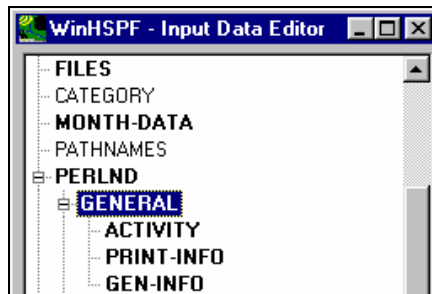 WinHSPF - Input Data Editor
FILES
CATEGORY
MONTH-DATA
PATHNAMES
PERLND
GENERAL
ACTIVITY
PRINT-INFO
GEN-INFO